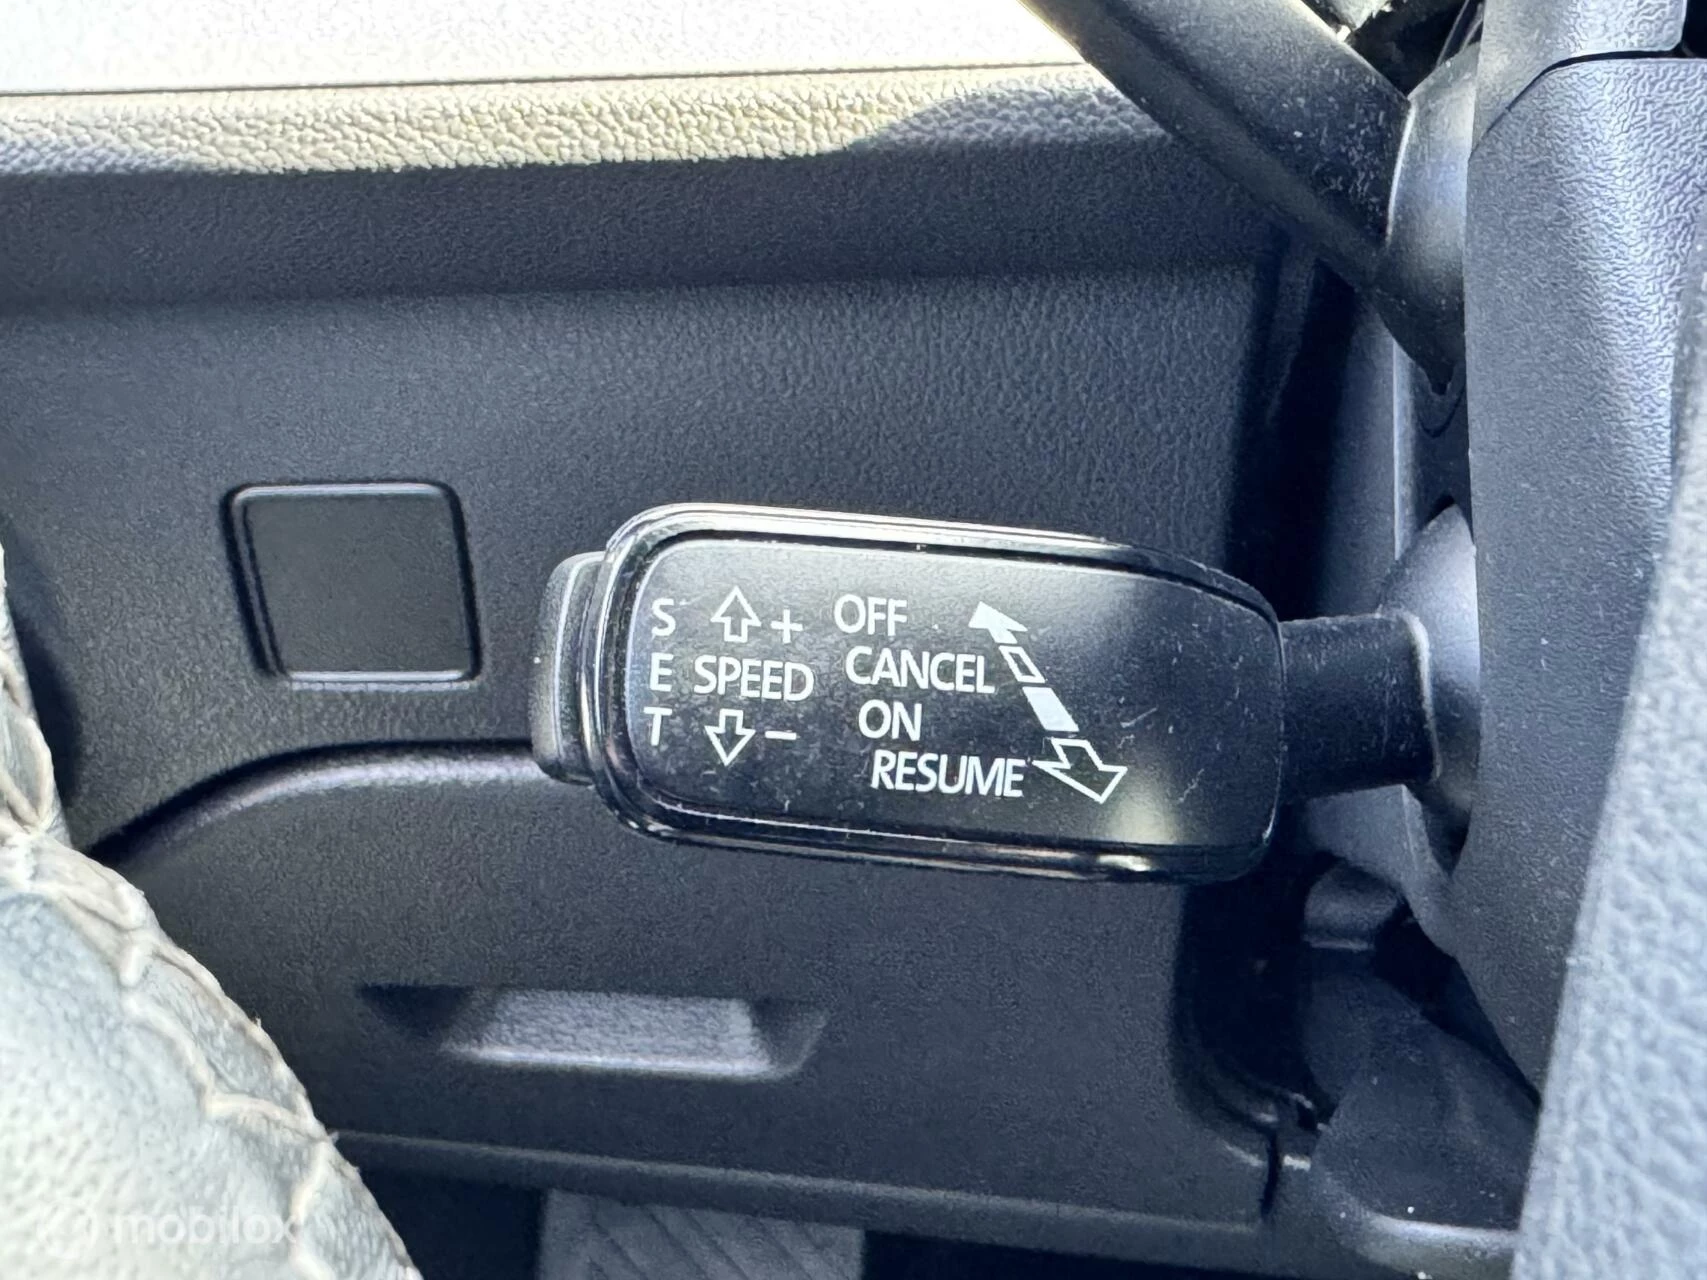 S + OFF
E SPEED CANCEL
T - ON
RESUME
mobilox